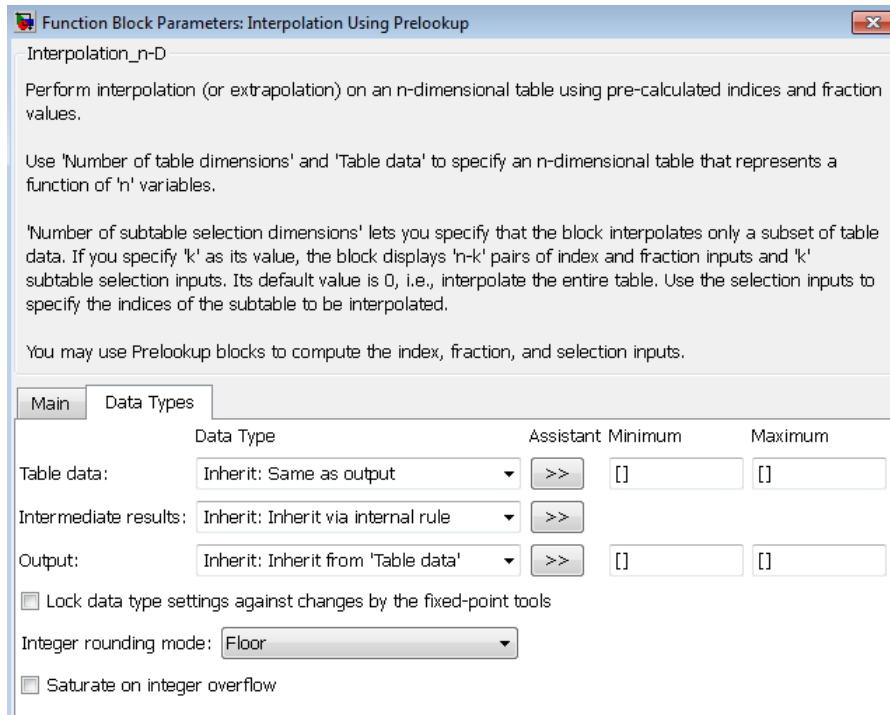 Function Block Parameters: Interpolation Using Prelookup
Interpolation_n-D
Perform interpolation (or extrapolation) on an n-dimensional table using pre-calculated indices and fraction
values.
Use 'Number of table dimensions' and 'Table data' to specify an n-dimensional table that represents a
function of 'n' variables.
'Number of subtable selection dimensions' lets you specify that the block interpolates only a subset of table
data. If you specify 'k' as its value, the block displays 'n-k' pairs of index and fraction inputs and 'k'
subtable selection inputs. Its default value is 0, i.e., interpolate the entire table. Use the selection inputs to
specify the indices of the subtable to be interpolated.
You may use Prelookup blocks to compute the index, fraction, and selection inputs.
Main Data Types
Data Type Assistant Minimum Maximum
Table data: Inherit: Same as output >> [] []
Intermediate results: Inherit: Inherit via internal rule >>
Output: Inherit: Inherit from 'Table data' >> [] []
Lock data type settings against changes by the fixed-point tools
Integer rounding mode: Floor
Saturate on integer overflow